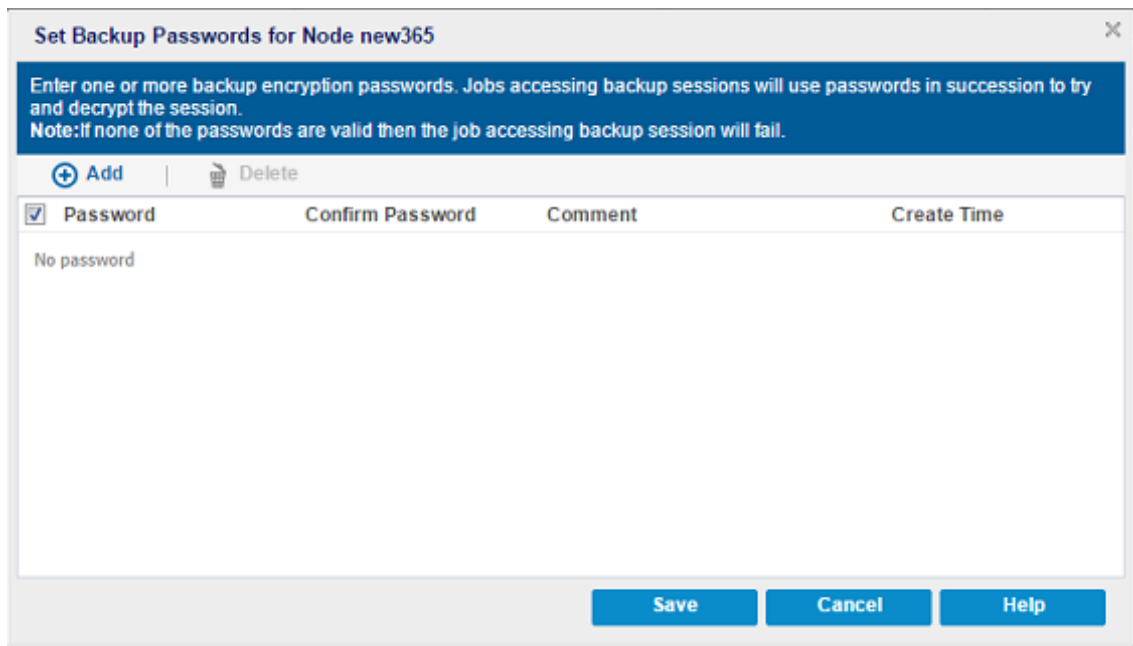 Set Backup Passwords for Node new365
Enter one or more backup encryption passwords. Jobs accessing backup sessions will use passwords in succession to try
and decrypt the session.
Note:If none of the passwords are valid then the job accessing backup session will fail.
Add | Delete
Password Confirm Password Comment Create Time
No password
Save Cancel Help